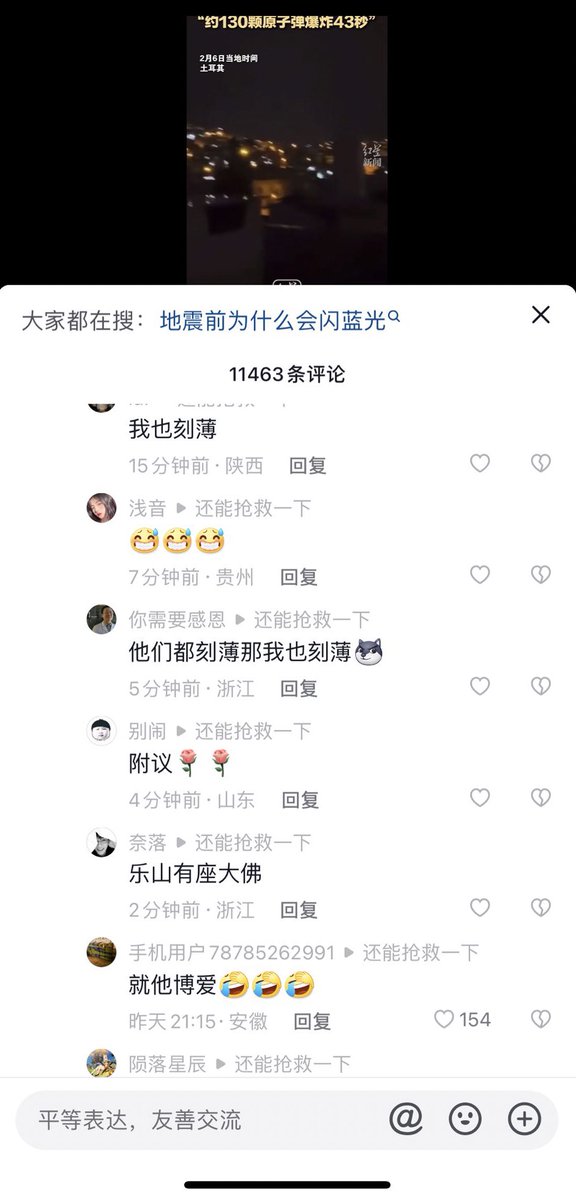 “约130颗原子弹爆炸43秒”
2月6日当地时间
土耳其
红星
新闻
大家都在搜：地震前为什么会闪蓝光
11463条评论
我也刻薄
15分钟前·陕西 回复
浅音 ▶ 还能抢救一下
7分钟前·贵州 回复
你需要感恩 ▶ 还能抢救一下
他们都刻薄那我也刻薄
5分钟前·浙江 回复
别闹 ▶ 还能抢救一下
附议
4分钟前·山东 回复
奈落 ▶ 还能抢救一下
乐山有座大佛
2分钟前·浙江 回复
手机用户78785262991 ▶ 还能抢救一下
就他博爱
昨天21:15·安徽 回复 154
陨落星辰 ▶ 还能抢救一下
平等表达，友善交流